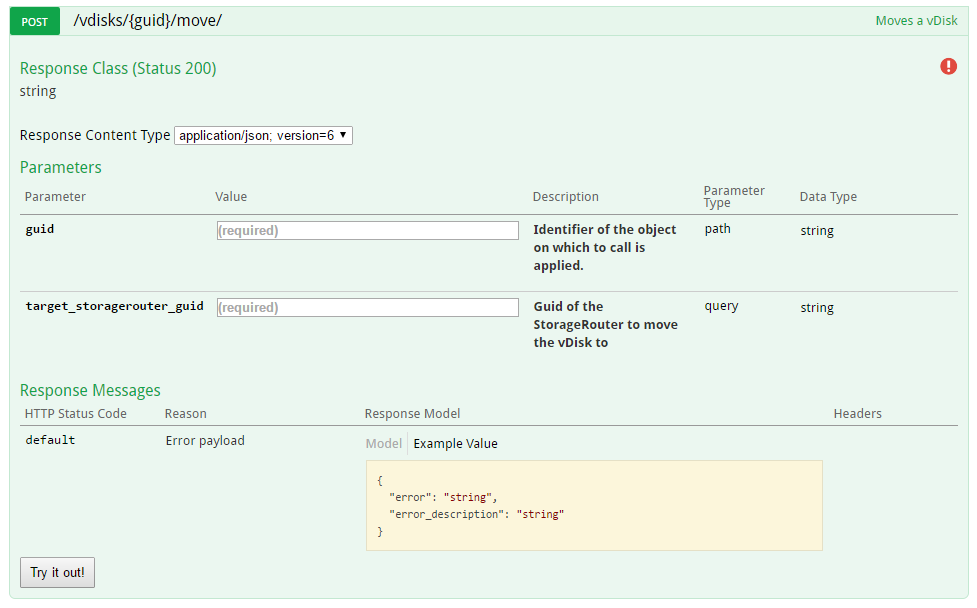 POST /vdisks/{guid}/move/ Moves a vDisk
Response Class (Status 200)
string
Response Content Type application/json; version=6
Parameters
Parameter Value Description Parameter Type Data Type
guid (required) Identifier of the object path string
on which to call is
applied.
target_storagerouter_guid (required) Guid of the query string
StorageRouter to move
the vDisk to
Response Messages
HTTP Status Code Reason Response Model Headers
default Error payload Model Example Value
{
"error": "string",
"error_description": "string"
}
Try it out!